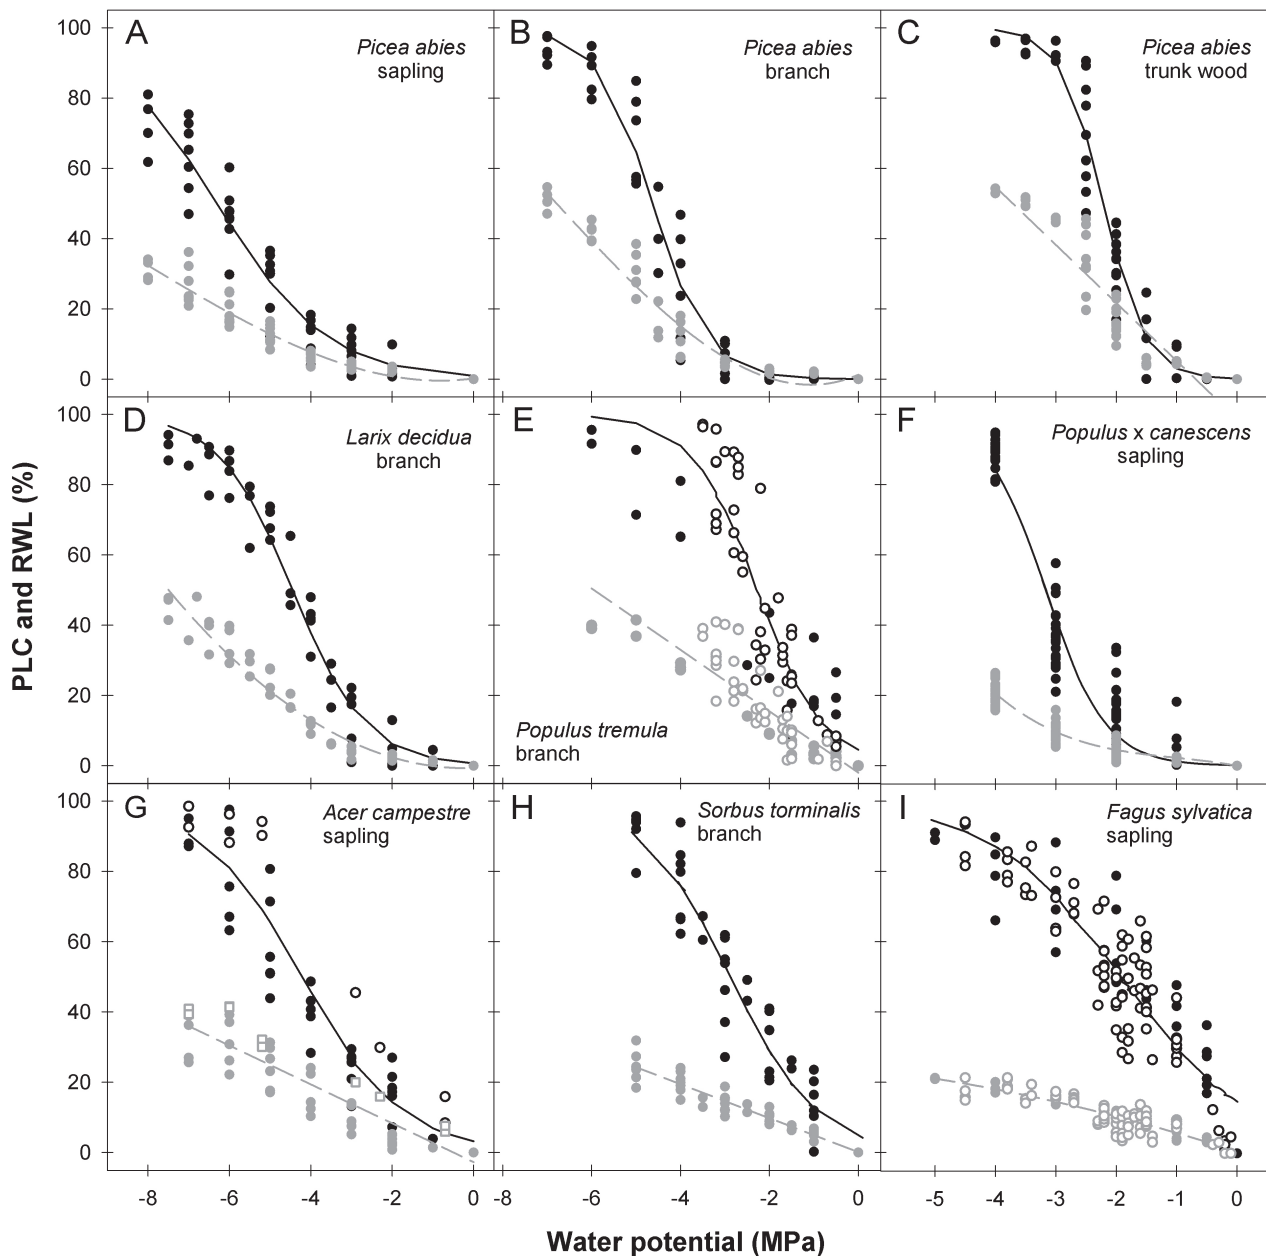 A
Picea abies
sapling
B
Picea abies
branch
C
Picea abies
trunk wood
100
80
60
40
20
0
D
Larix decidua
branch
E
Populus tremula
branch
F
Populus x canescens
sapling
100
80
60
40
20
0
G
Acer campestre
sapling
H
Sorbus torminalis
branch
I
Fagus sylvatica
sapling
100
80
60
40
20
0
PLC and RWL (%)
-8 -6 -4 -2 0
-8 -6 -4 -2 0
-5 -4 -3 -2 -1 0
Water potential (MPa)